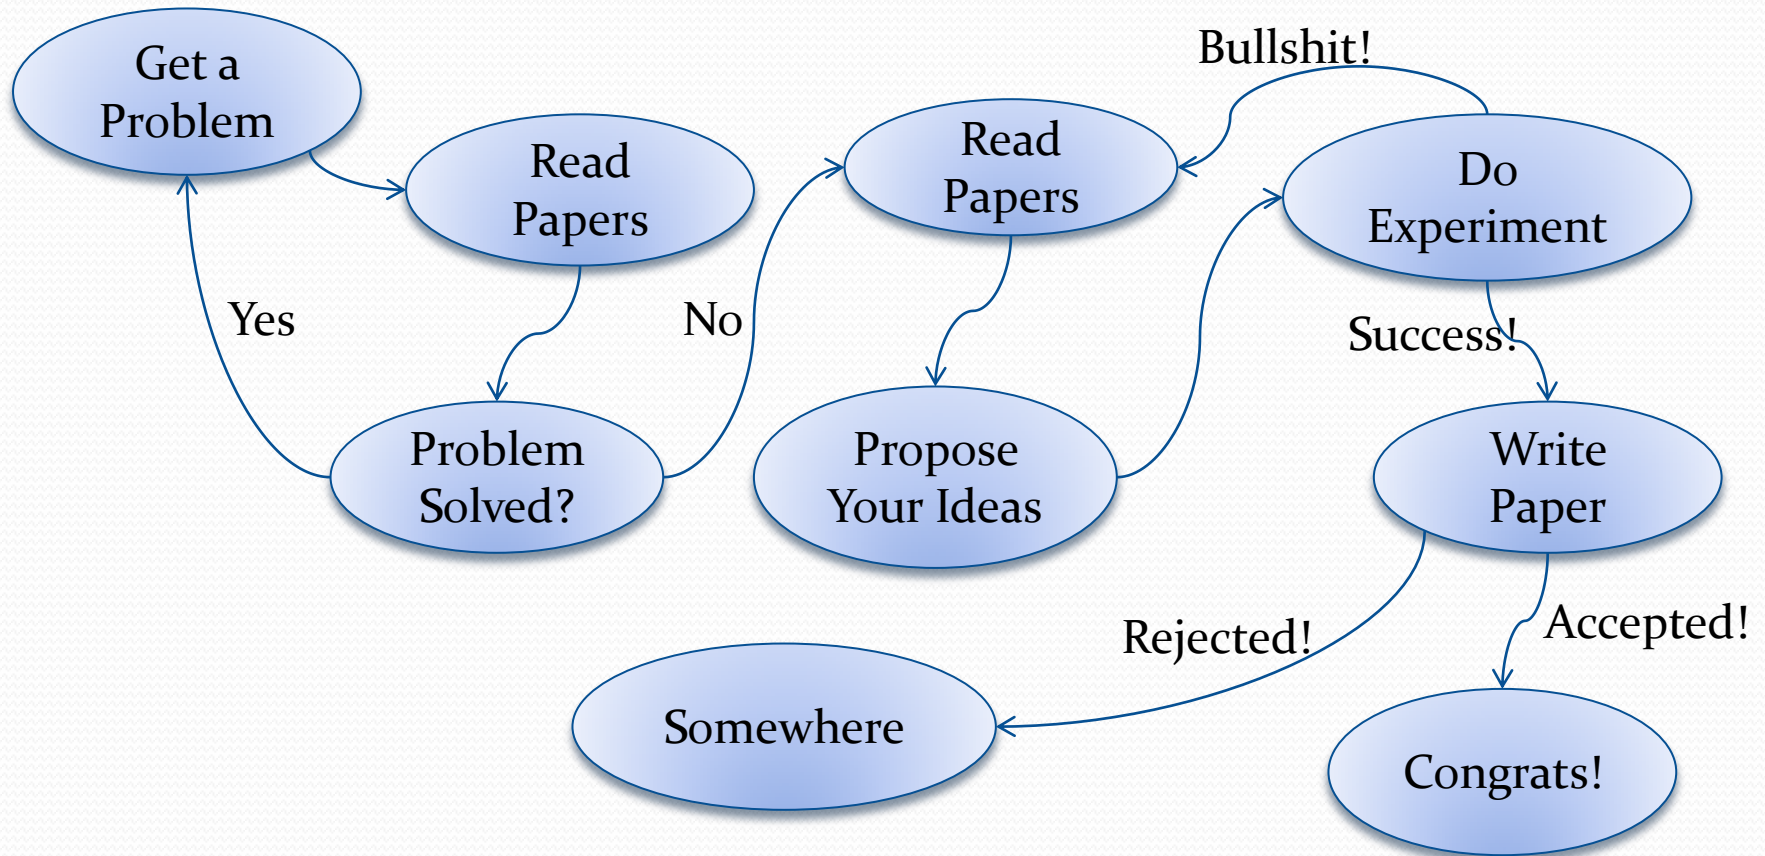 Get a
Problem
Read
Papers
Yes
Problem
Solved?
No
Read
Papers
Propose
Your Ideas
Bullshit!
Do
Experiment
Success!
Write
Paper
Rejected!
Somewhere
Accepted!
Congrats!